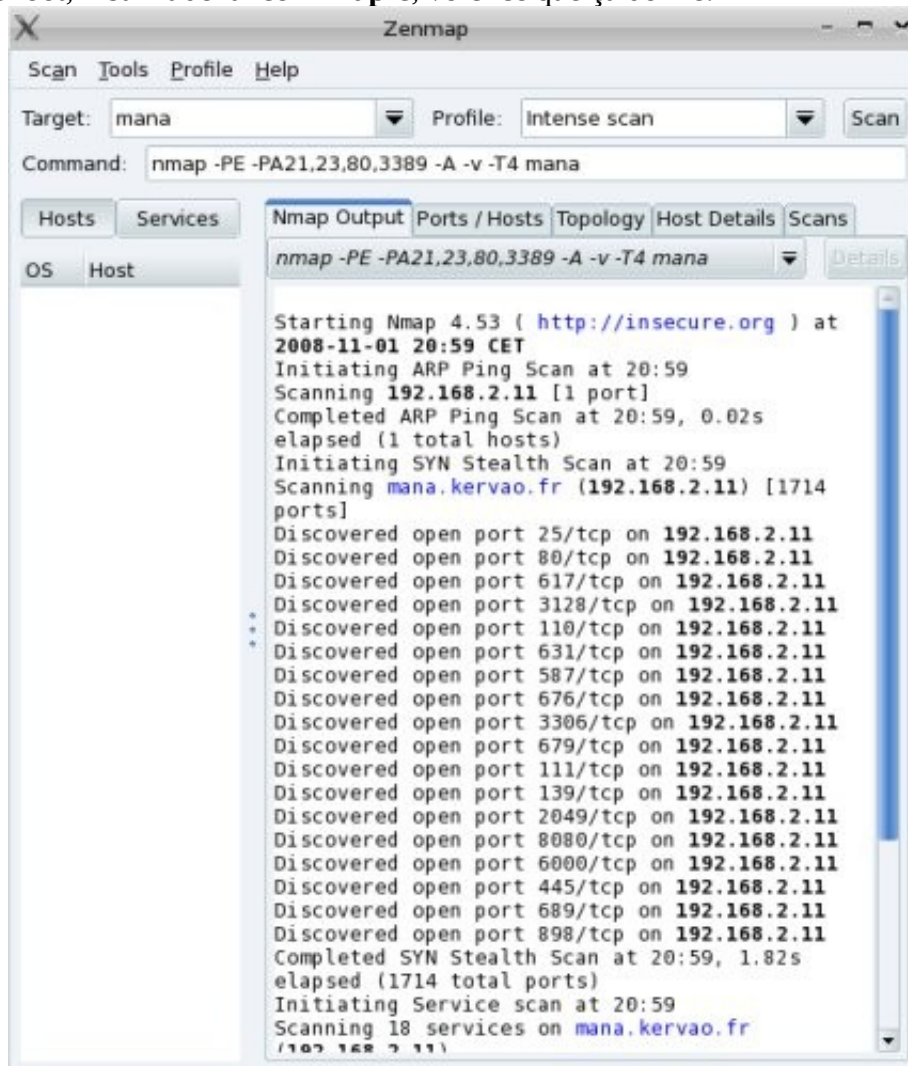 Zenmap
Scan Tools Profile Help
Target: mana Profile: Intense scan Scan
Command: nmap -PE -PA21,23,80,3389 -A -v -T4 mana
Hosts Services
Nmap Output Ports / Hosts Topology Host Details Scans
OS Host
nmap -PE -PA21,23,80,3389 -A -v -T4 mana Details
Starting Nmap 4.53 ( http://insecure.org ) at
2008-11-01 20:59 CET
Initiating ARP Ping Scan at 20:59
Scanning 192.168.2.11 [1 port]
Completed ARP Ping Scan at 20:59, 0.02s
elapsed (1 total hosts)
Initiating SYN Stealth Scan at 20:59
Scanning mana.kervao.fr (192.168.2.11) [1714
ports]
Discovered open port 25/tcp on 192.168.2.11
Discovered open port 80/tcp on 192.168.2.11
Discovered open port 617/tcp on 192.168.2.11
Discovered open port 3128/tcp on 192.168.2.11
Discovered open port 110/tcp on 192.168.2.11
Discovered open port 631/tcp on 192.168.2.11
Discovered open port 587/tcp on 192.168.2.11
Discovered open port 676/tcp on 192.168.2.11
Discovered open port 3306/tcp on 192.168.2.11
Discovered open port 679/tcp on 192.168.2.11
Discovered open port 111/tcp on 192.168.2.11
Discovered open port 139/tcp on 192.168.2.11
Discovered open port 2049/tcp on 192.168.2.11
Discovered open port 8080/tcp on 192.168.2.11
Discovered open port 6000/tcp on 192.168.2.11
Discovered open port 445/tcp on 192.168.2.11
Discovered open port 689/tcp on 192.168.2.11
Discovered open port 898/tcp on 192.168.2.11
Completed SYN Stealth Scan at 20:59, 1.82s
elapsed (1714 total ports)
Initiating Service scan at 20:59
Scanning 18 services on mana.kervao.fr
(192.168.2.11)